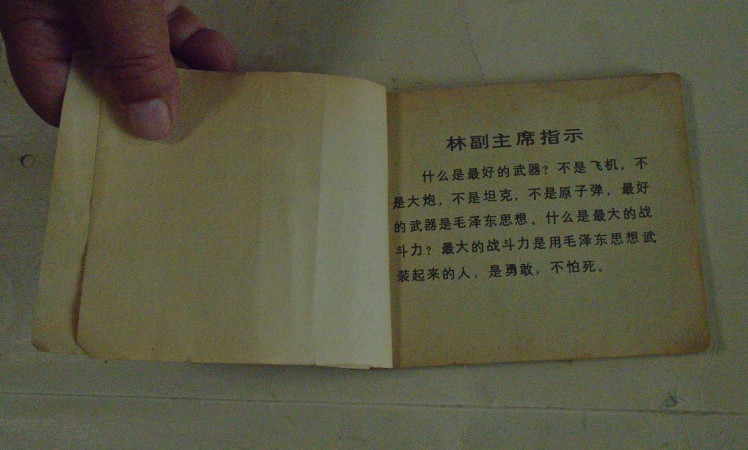 林副主席指示
什么是最好的武器？不是飞机，不
是大炮，不是坦克，不是原子弹，最好
的武器是毛泽东思想。什么是最大的战
斗力？最大的战斗力是用毛泽东思想武
装起来的人，是勇敢，不怕死。